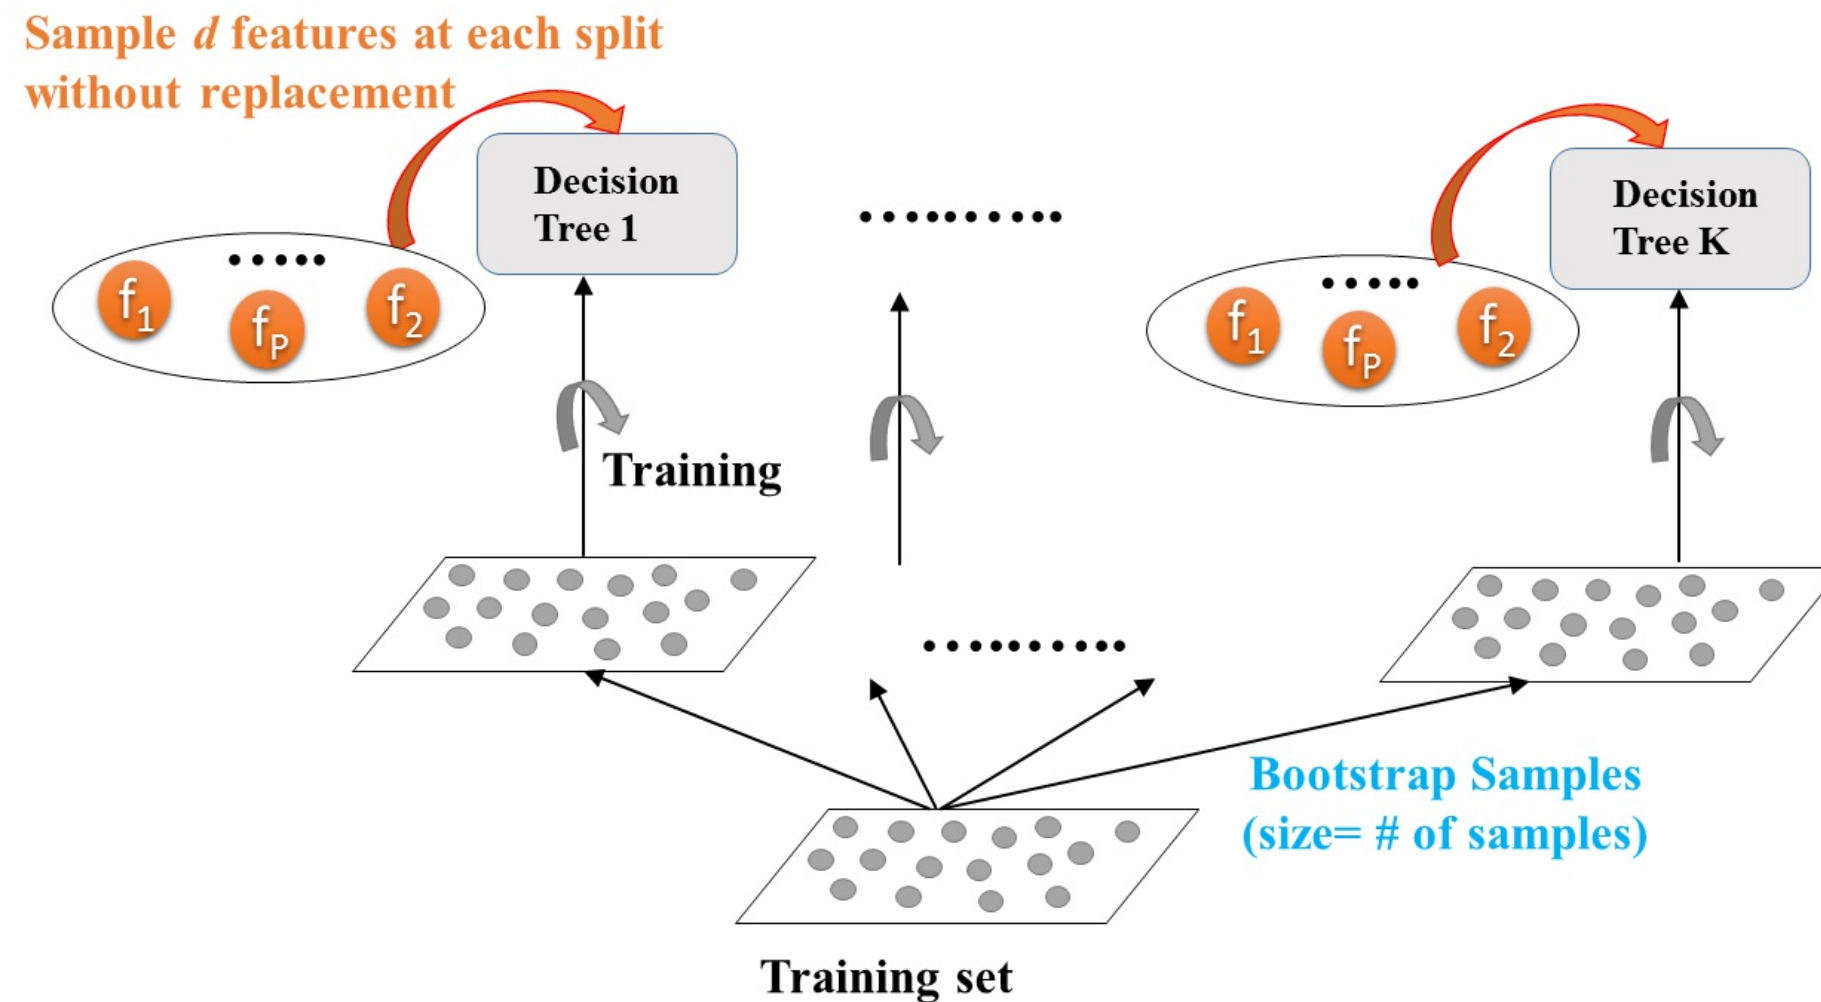 Sample d features at each split
without replacement
Decision
Tree 1
f1
fP
f2
Decision
Tree K
f1
fP
f2
Training
Bootstrap Samples
(size= # of samples)
Training set